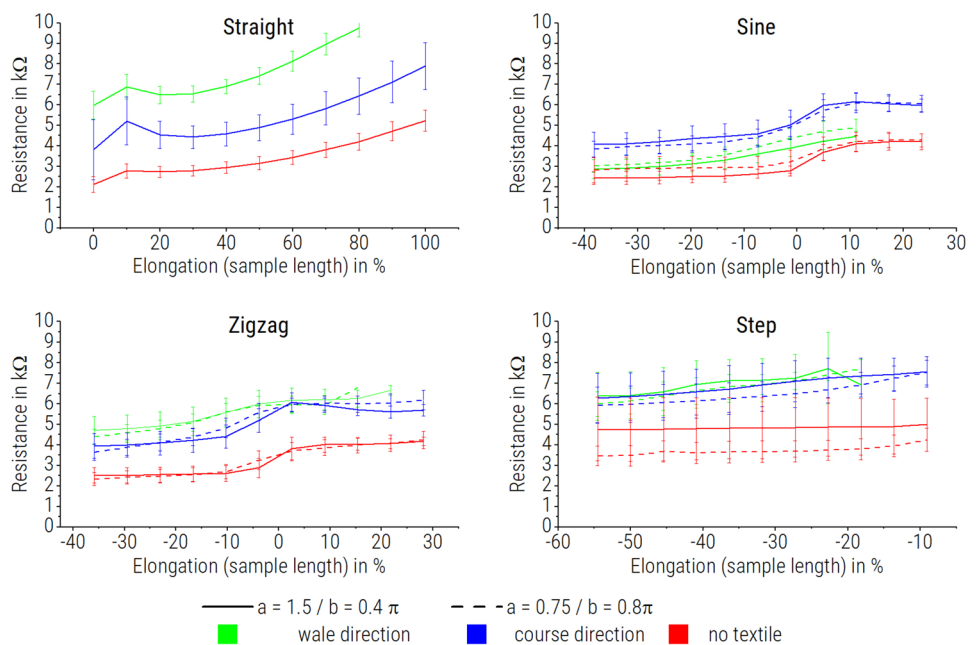 Straight
Resistance in kΩ
10
9
8
7
6
5
4
3
2
1
0
0 20 40 60 80 100
Elongation (sample length) in %
Sine
Resistance in kΩ
10
9
8
7
6
5
4
3
2
1
0
-40 -30 -20 -10 0 10 20 30
Elongation (sample length) in %
Zigzag
Resistance in kΩ
10
9
8
7
6
5
4
3
2
1
0
-40 -30 -20 -10 0 10 20 30
Elongation (sample length) in %
Step
Resistance in kΩ
10
9
8
7
6
5
4
3
2
1
0
-60 -50 -40 -30 -20 -10
Elongation (sample length) in %
a = 1.5 / b = 0.4 π a = 0.75 / b = 0.8π
wale direction course direction no textile